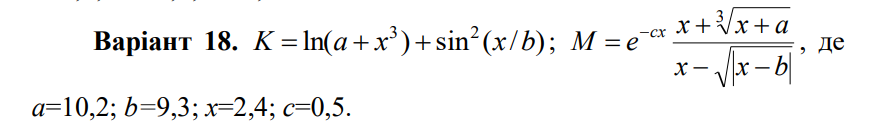 Варіант 18. K = ln(a + x³) + sin²(x/b); M = e^(−cx) (x + ∛(x + a))/(x − √|x − b|), де
a=10,2; b=9,3; x=2,4; c=0,5.